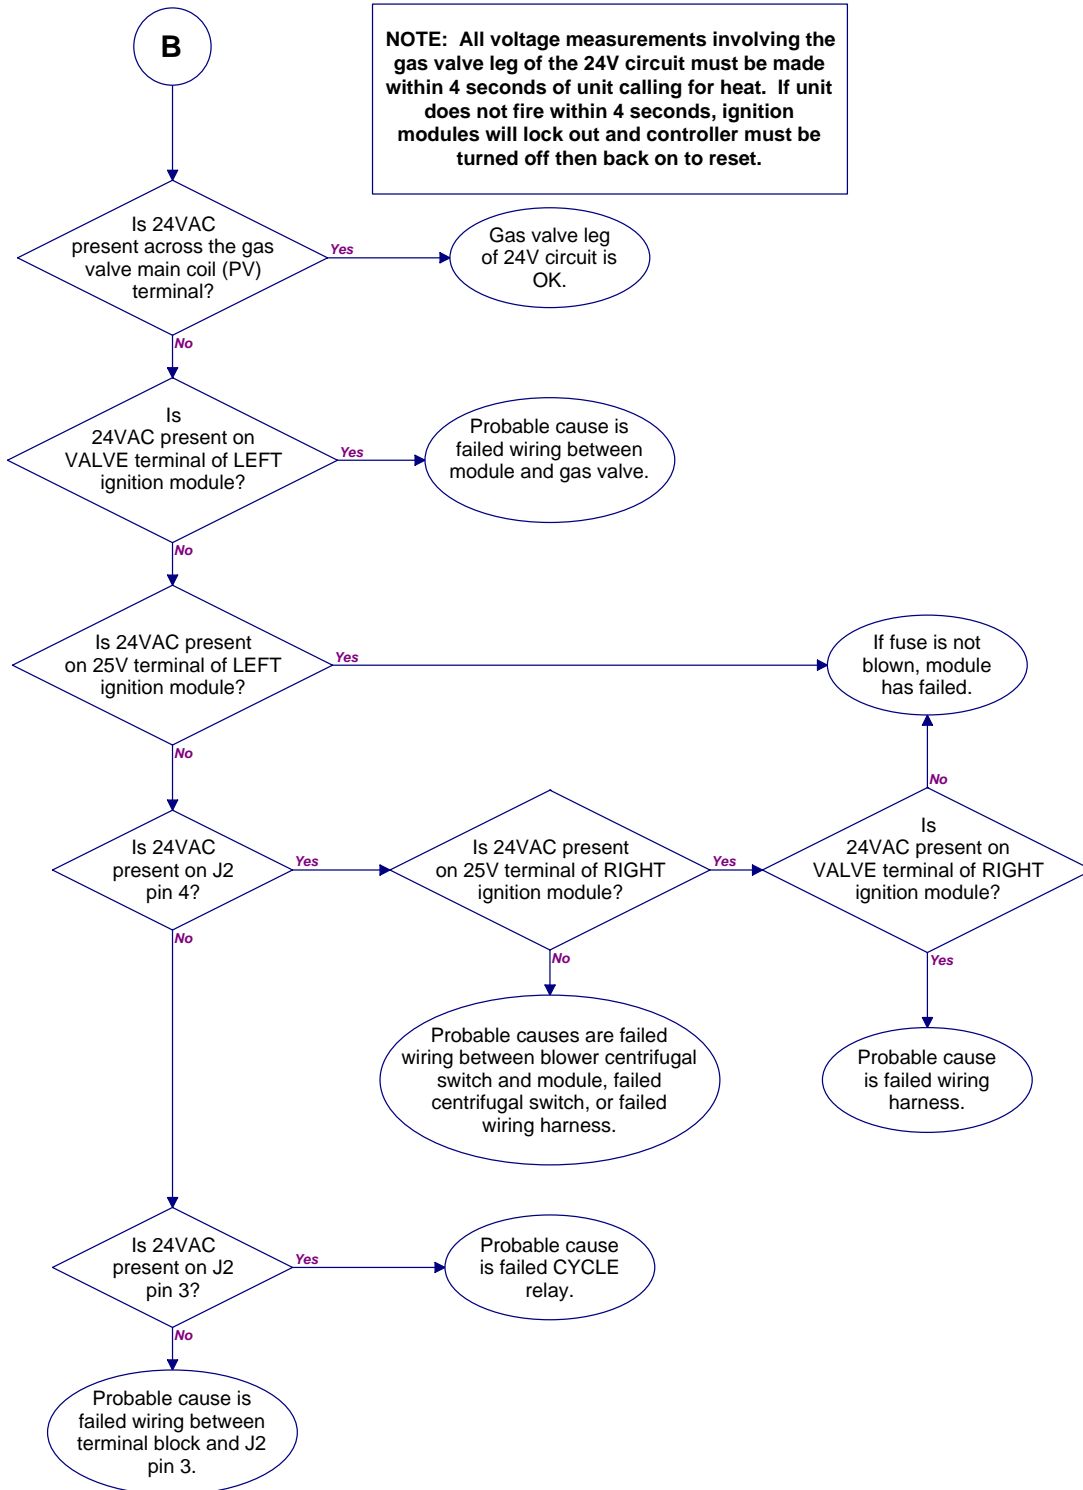 B
NOTE: All voltage measurements involving the
gas valve leg of the 24V circuit must be made
within 4 seconds of unit calling for heat. If unit
does not fire within 4 seconds, ignition
modules will lock out and controller must be
turned off then back on to reset.
Is 24VAC
present across the gas
valve main coil (PV)
terminal?
Yes
Gas valve leg
of 24V circuit is
OK.
No
Is
24VAC present on
VALVE terminal of LEFT
ignition module?
Yes
Probable cause is
failed wiring between
module and gas valve.
No
Is 24VAC present
on 25V terminal of LEFT
ignition module?
Yes
If fuse is not
blown, module
has failed.
No
No
Is 24VAC
present on J2
pin 4?
Yes
Is 24VAC present
on 25V terminal of RIGHT
ignition module?
Yes
Is
24VAC present on
VALVE terminal of RIGHT
ignition module?
No
No
Yes
Probable causes are failed
wiring between blower centrifugal
switch and module, failed
centrifugal switch, or failed
wiring harness.
Probable cause
is failed wiring
harness.
Is 24VAC
present on J2
pin 3?
Yes
Probable cause
is failed CYCLE
relay.
No
Probable cause is
failed wiring between
terminal block and J2
pin 3.